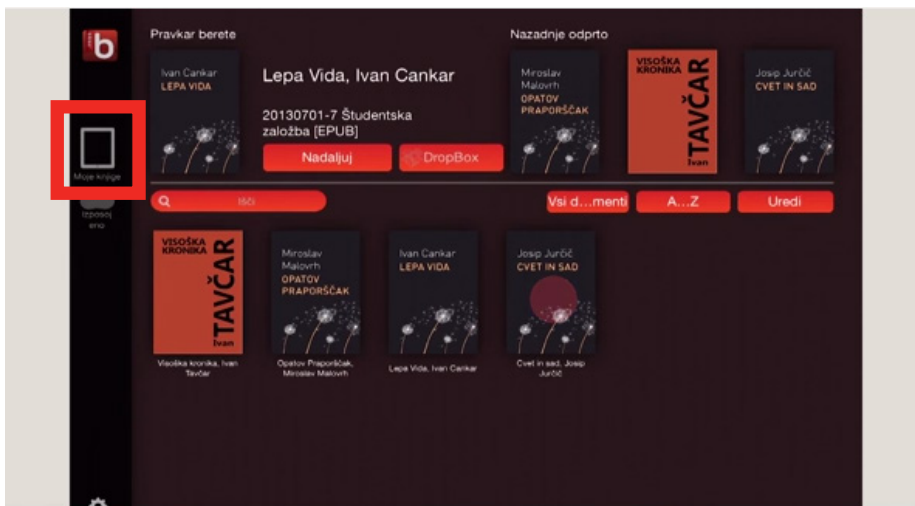 b
Moje knjige
Izposoj
eno
Pravkar berete
Ivan Cankar
LEPA VIDA
Lepa Vida, Ivan Cankar
20130701-7 Študentska
založba [EPUB]
Nadaljuj
DropBox
Nazadnje odprto
Miroslav
Malovrh
OPATOV
PRAPORŠČAK
VISOŠKA
KRONIKA
Ivan
TAVČAR
Josip Jurčič
CVET IN SAD
Išči
Vsi d...menti
A...Z
Uredi
VISOŠKA
KRONIKA
Ivan
TAVČAR
Visoška kronika, Ivan
Tavčar
Miroslav
Malovrh
OPATOV
PRAPORŠČAK
Opatov Praporščak,
Miroslav Malovrh
Ivan Cankar
LEPA VIDA
Lepa Vida, Ivan Cankar
Josip Jurčič
CVET IN SAD
Cvet in sad, Josip
Jurčič